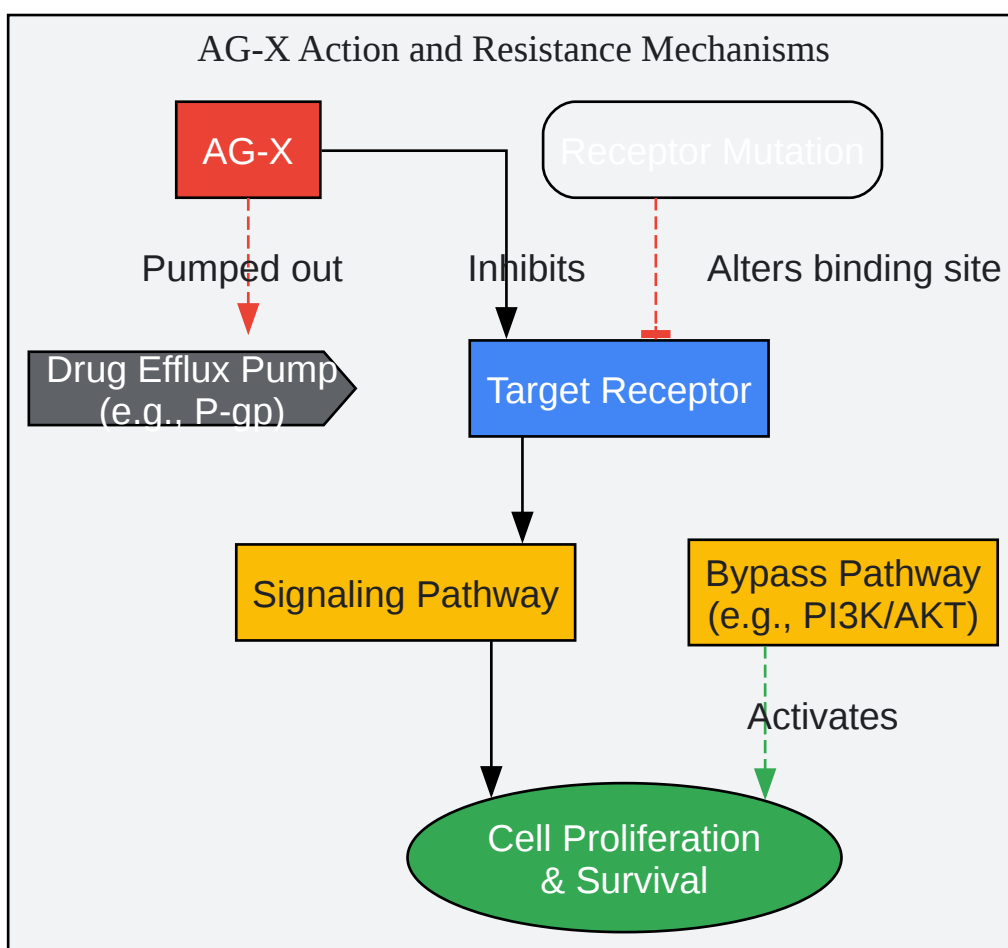 AG-X Action and Resistance Mechanisms
AG-X
Receptor Mutation
Pumped out
Inhibits
Alters binding site
Drug Efflux Pump
(e.g., P-gp)
Target Receptor
Signaling Pathway
Bypass Pathway
(e.g., PI3K/AKT)
Activates
Cell Proliferation
& Survival